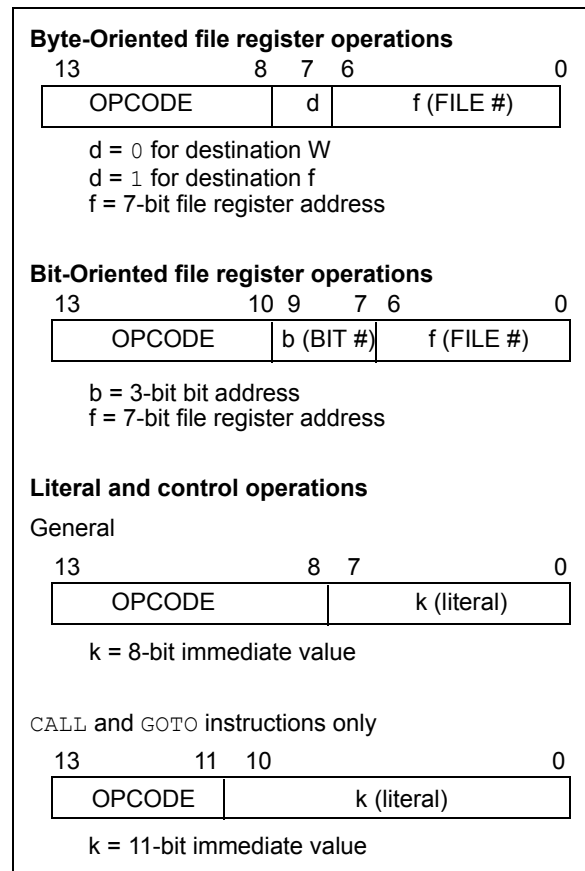 Byte-Oriented file register operations
13 8 7 6 0
OPCODE d f (FILE #)
d = 0 for destination W
d = 1 for destination f
f = 7-bit file register address
Bit-Oriented file register operations
13 10 9 7 6 0
OPCODE b (BIT #) f (FILE #)
b = 3-bit bit address
f = 7-bit file register address
Literal and control operations
General
13 8 7 0
OPCODE k (literal)
k = 8-bit immediate value
CALL and GOTO instructions only
13 11 10 0
OPCODE k (literal)
k = 11-bit immediate value